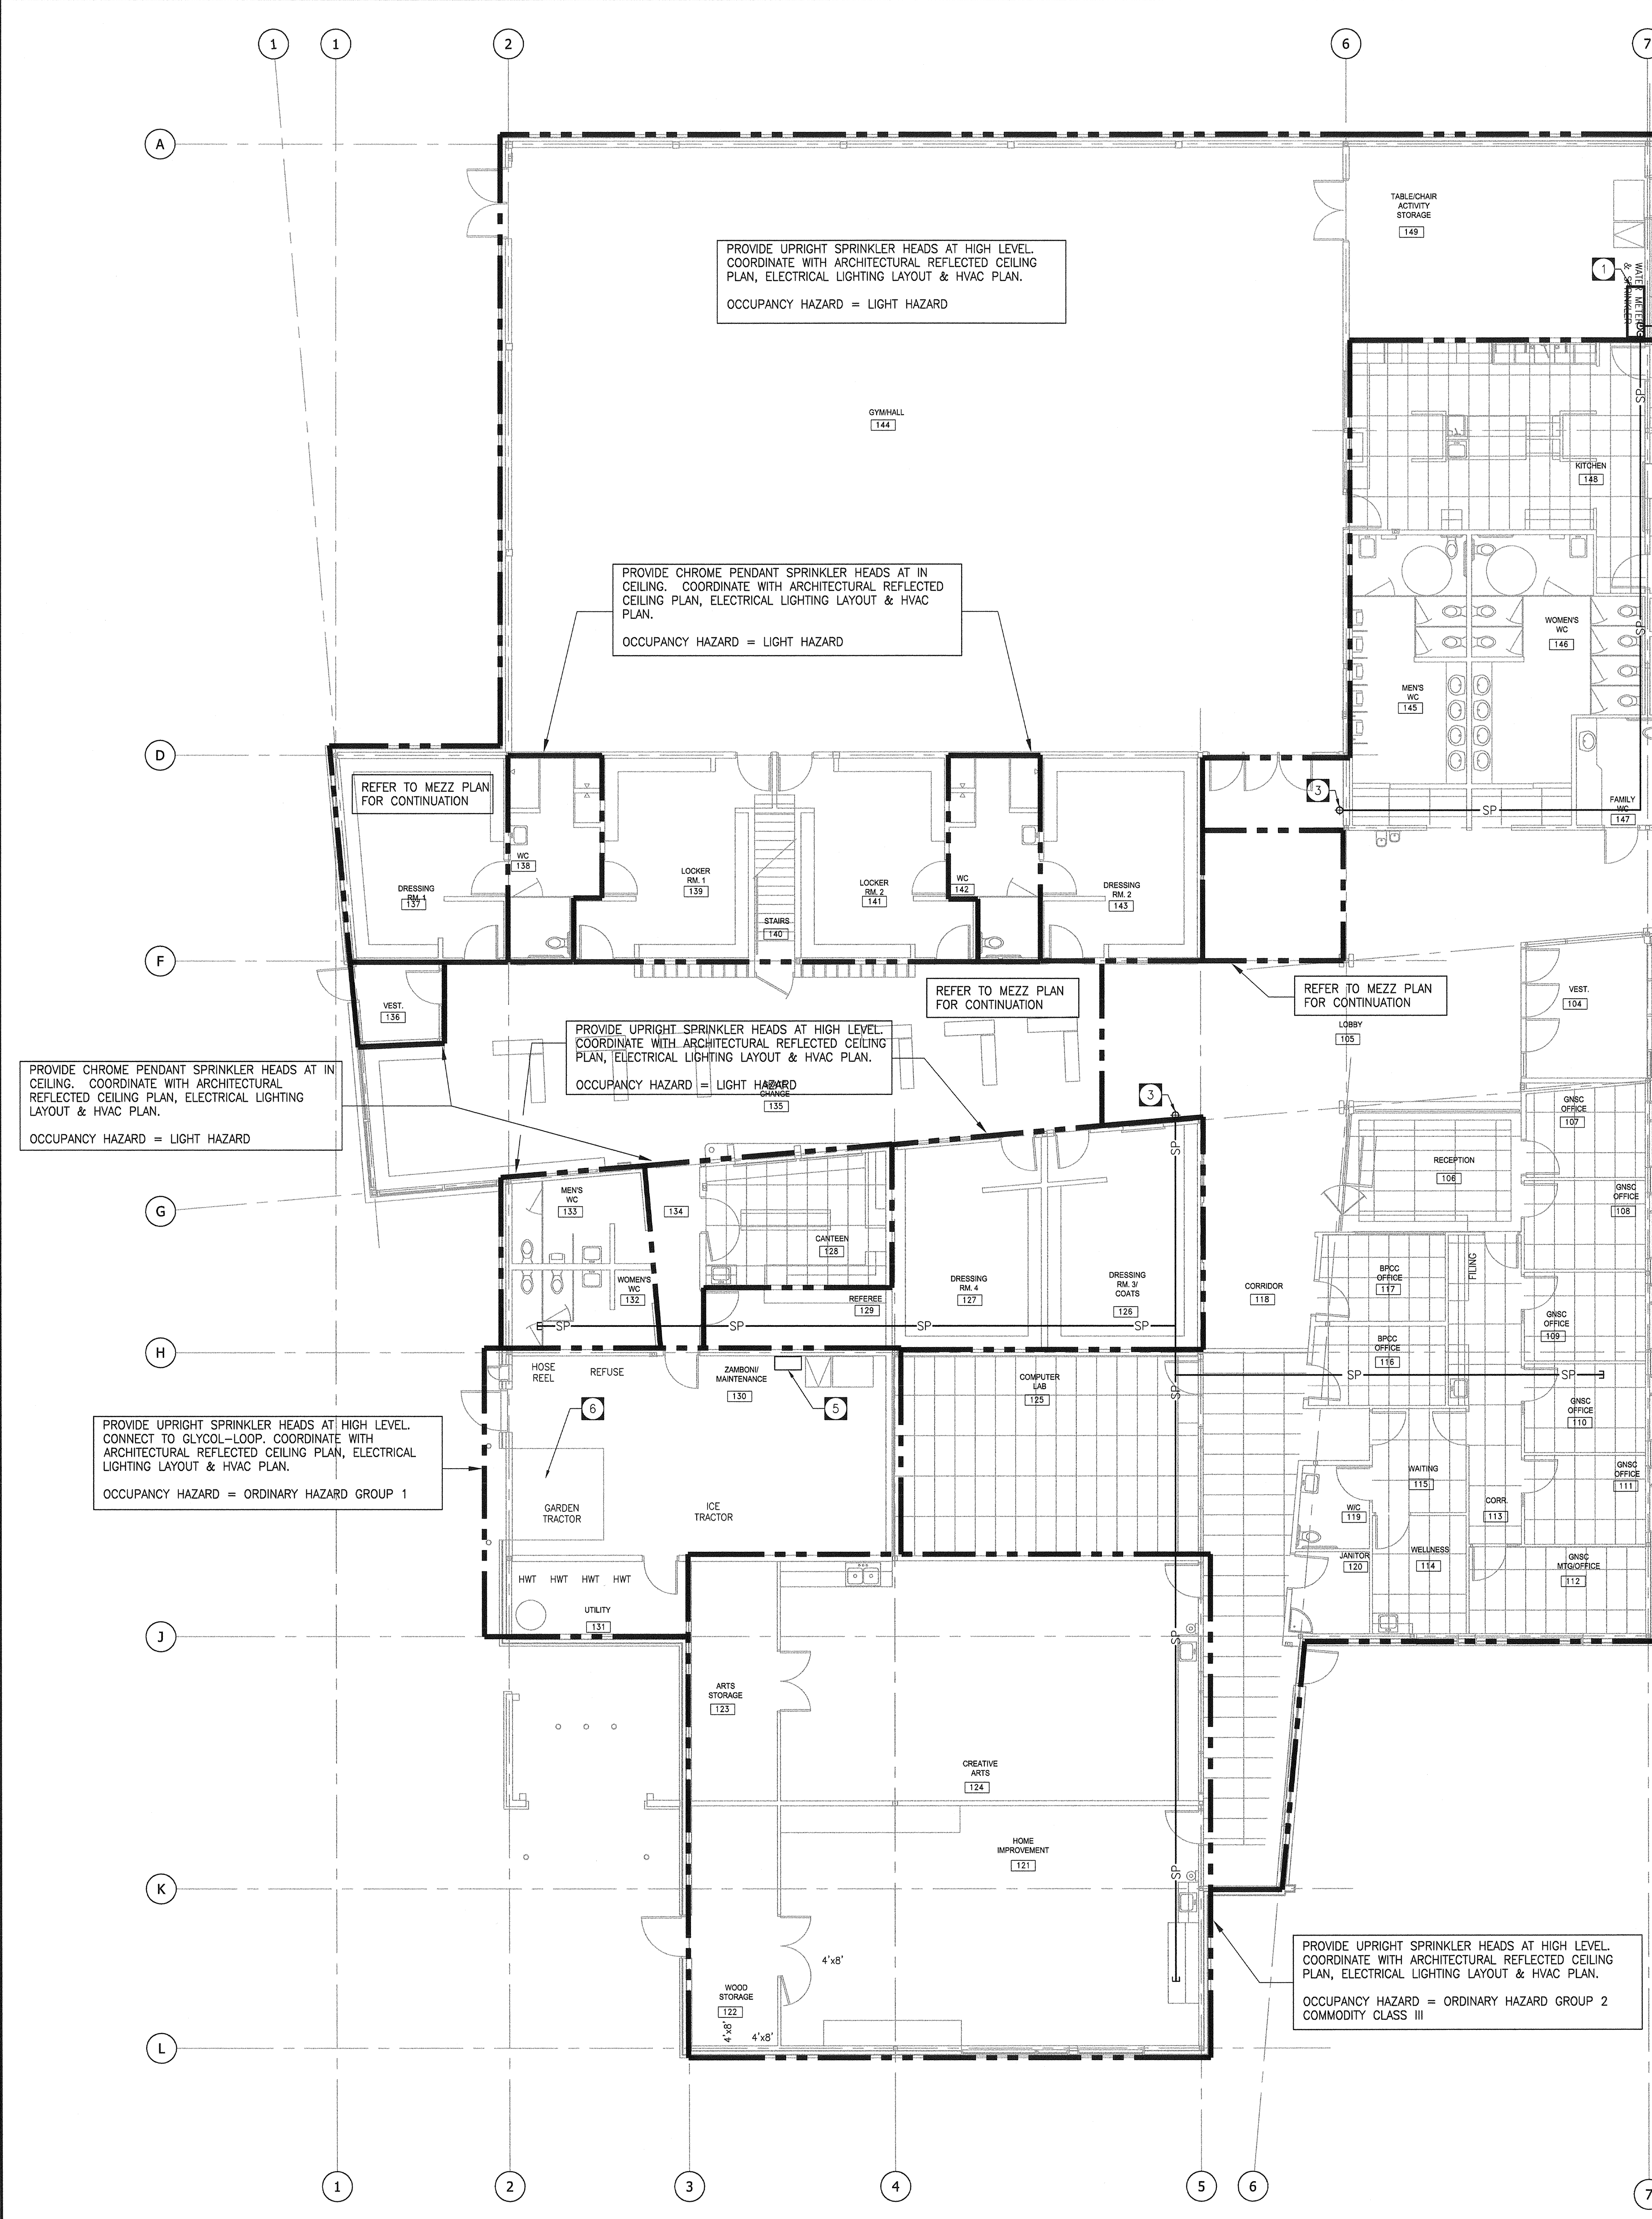 1
1
2
6
7
A
TABLE/CHAIR
ACTIVITY
STORAGE
149
PROVIDE UPRIGHT SPRINKLER HEADS AT HIGH LEVEL.
COORDINATE WITH ARCHITECTURAL REFLECTED CEILING
PLAN, ELECTRICAL LIGHTING LAYOUT & HVAC PLAN.
OCCUPANCY HAZARD = LIGHT HAZARD
1
WATER METER
& SPRINKLER
SP
GYM/HALL
144
KITCHEN
148
PROVIDE CHROME PENDANT SPRINKLER HEADS AT IN
CEILING. COORDINATE WITH ARCHITECTURAL REFLECTED
CEILING PLAN, ELECTRICAL LIGHTING LAYOUT & HVAC
PLAN.
OCCUPANCY HAZARD = LIGHT HAZARD
SP
WOMEN'S
WC
146
MEN'S
WC
145
D
REFER TO MEZZ PLAN
FOR CONTINUATION
3
SP
FAMILY
WC
147
WC
138
LOCKER
RM. 1
139
LOCKER
RM. 2
141
WC
142
DRESSING
RM. 2
143
DRESSING
RM. 1
137
STAIRS
140
F
REFER TO MEZZ PLAN
FOR CONTINUATION
REFER TO MEZZ PLAN
FOR CONTINUATION
VEST.
104
VEST.
136
LOBBY
105
PROVIDE UPRIGHT SPRINKLER HEADS AT HIGH LEVEL.
COORDINATE WITH ARCHITECTURAL REFLECTED CEILING
PLAN, ELECTRICAL LIGHTING LAYOUT & HVAC PLAN.
OCCUPANCY HAZARD = LIGHT HAZARD
CHANGE
135
PROVIDE CHROME PENDANT SPRINKLER HEADS AT IN
CEILING. COORDINATE WITH ARCHITECTURAL
REFLECTED CEILING PLAN, ELECTRICAL LIGHTING
LAYOUT & HVAC PLAN.
OCCUPANCY HAZARD = LIGHT HAZARD
3
SP
GNSC
OFFICE
107
RECEPTION
106
GNSC
OFFICE
108
G
MEN'S
WC
133
134
CANTEEN
128
WOMEN'S
WC
132
REFEREE
129
DRESSING
RM. 4
127
DRESSING
RM. 3/
COATS
126
CORRIDOR
118
BPCC
OFFICE
117
FILING
GNSC
OFFICE
109
SP
SP
SP
SP
H
HOSE
REEL
REFUSE
ZAMBONI/
MAINTENANCE
130
COMPUTER
LAB
125
BPCC
OFFICE
116
SP
SP
SP
GNSC
OFFICE
110
6
5
PROVIDE UPRIGHT SPRINKLER HEADS AT HIGH LEVEL.
CONNECT TO GLYCOL-LOOP. COORDINATE WITH
ARCHITECTURAL REFLECTED CEILING PLAN, ELECTRICAL
LIGHTING LAYOUT & HVAC PLAN.
OCCUPANCY HAZARD = ORDINARY HAZARD GROUP 1
GARDEN
TRACTOR
ICE
TRACTOR
WAITING
115
GNSC
OFFICE
111
W/C
119
CORR.
113
JANITOR
120
WELLNESS
114
GNSC
MTG/OFFICE
112
HWT HWT HWT HWT
UTILITY
131
J
SP
ARTS
STORAGE
123
CREATIVE
ARTS
124
HOME
IMPROVEMENT
121
SP
K
4'x8'
WOOD
STORAGE
122
4'x8'
4'x8'
PROVIDE UPRIGHT SPRINKLER HEADS AT HIGH LEVEL.
COORDINATE WITH ARCHITECTURAL REFLECTED CEILING
PLAN, ELECTRICAL LIGHTING LAYOUT & HVAC PLAN.
OCCUPANCY HAZARD = ORDINARY HAZARD GROUP 2
COMMODITY CLASS III
L
1
2
3
4
5
6
7